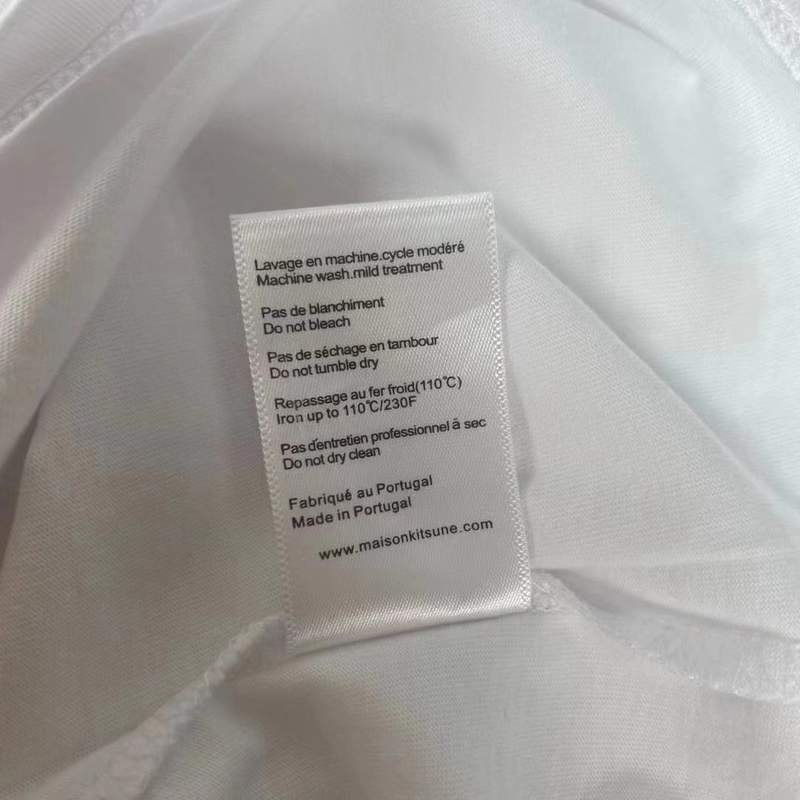 Lavage en machine.cycle modéré
Machine wash.mild treatment
Pas de blanchiment
Do not bleach
Pas de séchage en tambour
Do not tumble dry
Repassage au fer froid(110℃)
Iron up to 110℃/230F
Pas d'entretien professionnel ā sec
Do not dry clean
Fabriqué au Portugal
Made in Portugal
www.maisonkitsune.com